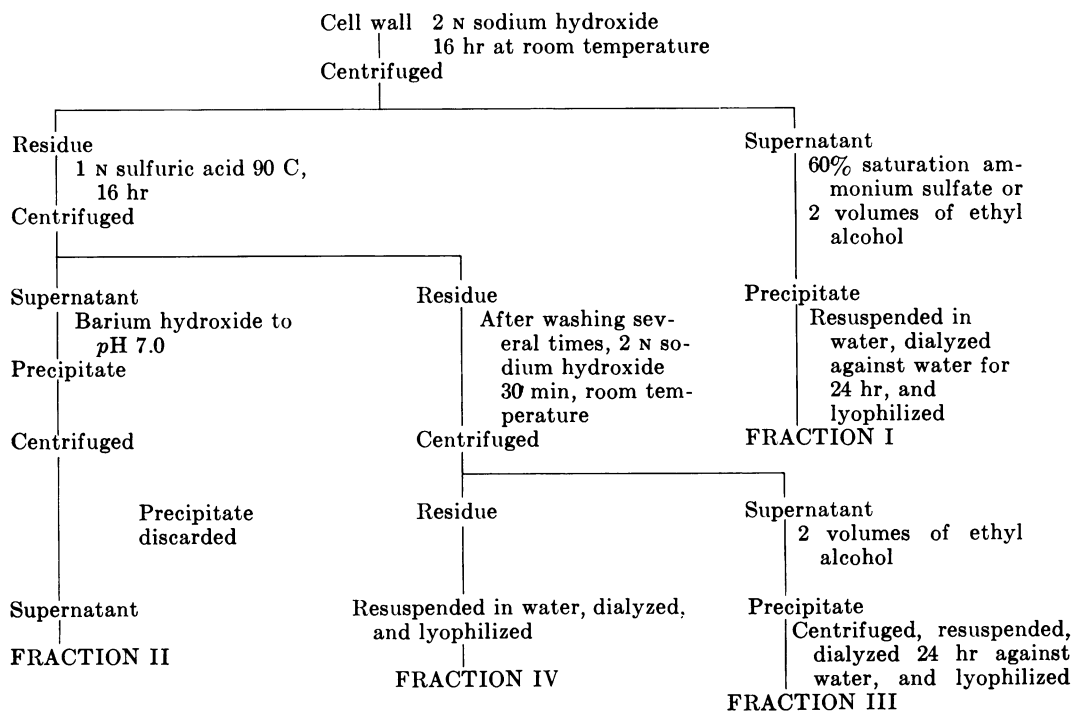 Cell wall 2 N sodium hydroxide
16 hr at room temperature
Centrifuged
Residue
1 N sulfuric acid 90 C,
16 hr
Centrifuged
Supernatant
60% saturation am-
monium sulfate or
2 volumes of ethyl
alcohol
Supernatant
Barium hydroxide to
pH 7.0
Precipitate
Centrifuged
Precipitate
discarded
Supernatant
FRACTION II
Residue
After washing sev-
eral times, 2 N so-
dium hydroxide
30 min, room tem-
perature
Centrifuged
Residue
Resuspended in water, dialyzed,
and lyophilized
FRACTION IV
Precipitate
Resuspended in
water, dialyzed
against water for
24 hr, and
lyophilized
FRACTION I
Supernatant
2 volumes of ethyl
alcohol
Precipitate
Centrifuged, resuspended,
dialyzed 24 hr against
water, and lyophilized
FRACTION III